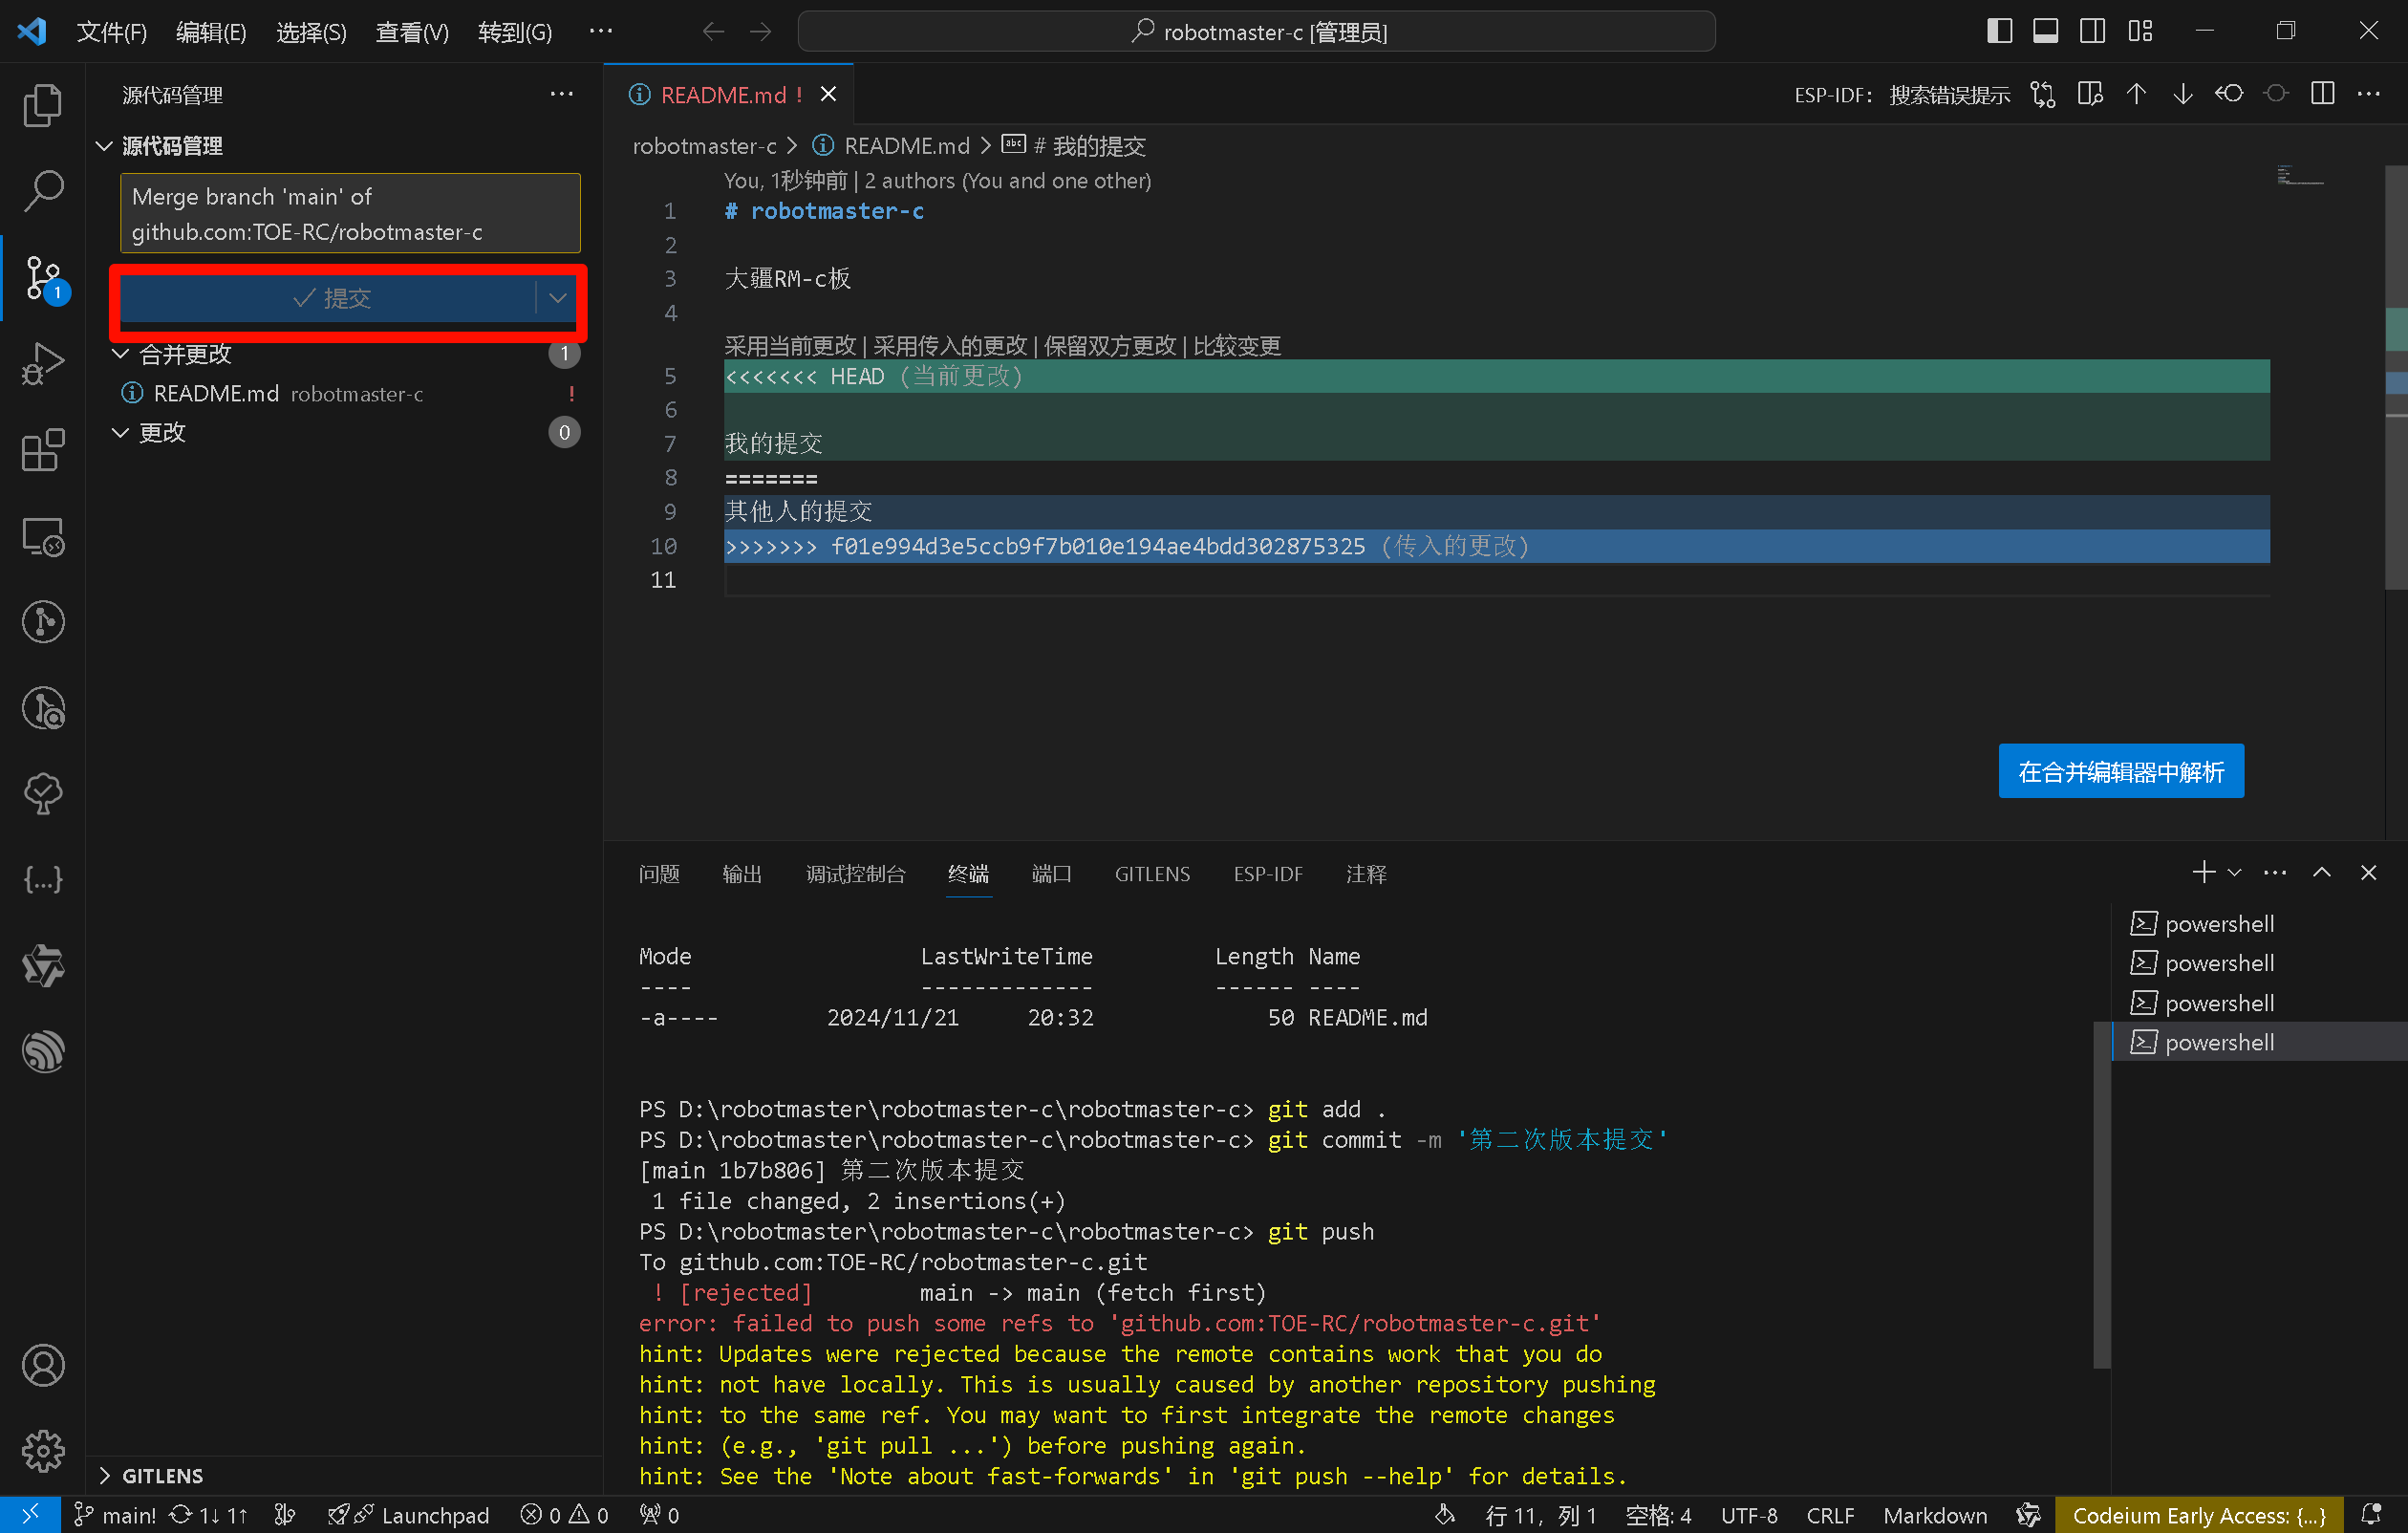 文件(F) 编辑(E) 选择(S) 查看(V) 转到(G) ··· robotmaster-c [管理员]
源代码管理 ···
源代码管理
Merge branch 'main' of
github.com:TOE-RC/robotmaster-c
提交
合并更改 1
README.md robotmaster-c !
更改 0
GITLENS
1
README.md !
ESP-IDF: 搜索错误提示
robotmaster-c > README.md > # 我的提交
You, 1秒钟前 | 2 authors (You and one other)
1 # robotmaster-c
2
3 大疆RM-c板
4
采用当前更改 | 采用传入的更改 | 保留双方更改 | 比较变更
5 <<<<<<< HEAD (当前更改)
6
7 我的提交
8 =======
9 其他人的提交
10 >>>>>>> f01e994d3e5ccb9f7b010e194ae4bdd302875325 (传入的更改)
11
在合并编辑器中解析
问题 输出 调试控制台 终端 端口 GITLENS ESP-IDF 注释
Mode LastWriteTime Length Name
---- ------------- ------ ----
-a---- 2024/11/21 20:32 50 README.md
PS D:\robotmaster\robotmaster-c\robotmaster-c> git add .
PS D:\robotmaster\robotmaster-c\robotmaster-c> git commit -m '第二次版本提交'
[main 1b7b806] 第二次版本提交
1 file changed, 2 insertions(+)
PS D:\robotmaster\robotmaster-c\robotmaster-c> git push
To github.com:TOE-RC/robotmaster-c.git
! [rejected] main -> main (fetch first)
error: failed to push some refs to 'github.com:TOE-RC/robotmaster-c.git'
hint: Updates were rejected because the remote contains work that you do
hint: not have locally. This is usually caused by another repository pushing
hint: to the same ref. You may want to first integrate the remote changes
hint: (e.g., 'git pull ...') before pushing again.
hint: See the 'Note about fast-forwards' in 'git push --help' for details.
powershell
powershell
powershell
powershell
main! 1↓ 1↑ Launchpad 0 0 0 行 11，列 1 空格: 4 UTF-8 CRLF Markdown Codeium Early Access: {...}